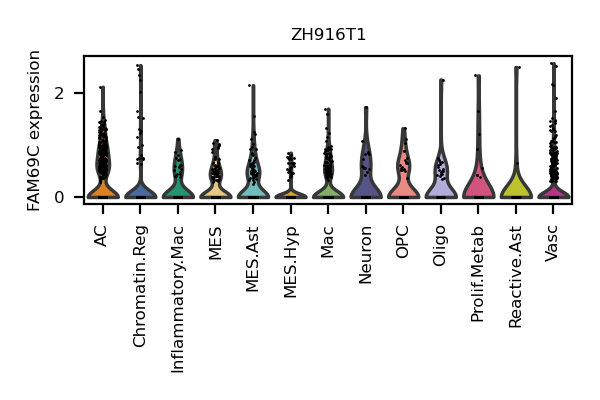 ZH916T1
FAM69C expression
2
0
AC
Chromatin.Reg
Inflammatory.Mac
MES
MES.Ast
MES.Hyp
Mac
Neuron
OPC
Oligo
Prolif.Metab
Reactive.Ast
Vasc